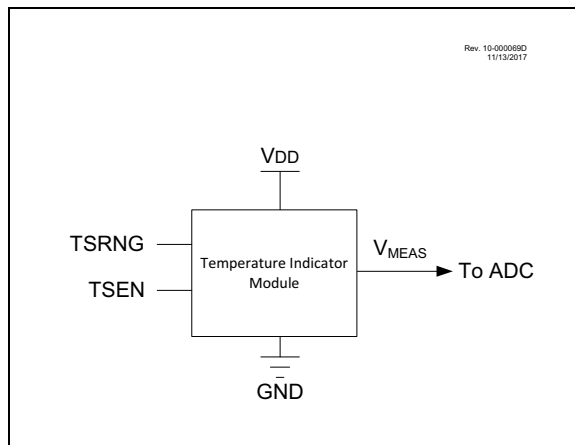 Rev. 10-000069D
11/13/2017
VDD
TSRNG
TSEN
Temperature Indicator
Module
VMEAS
To ADC
GND